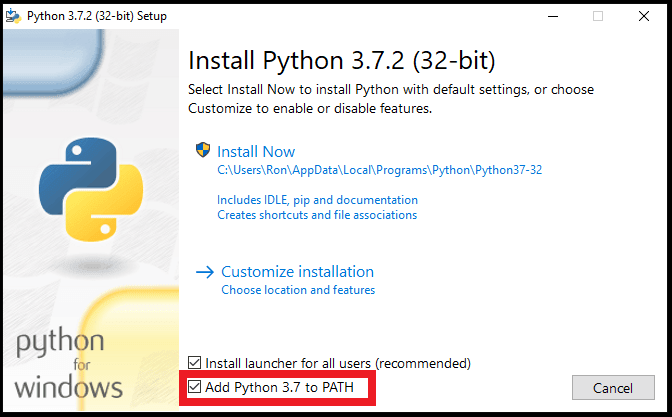 Python 3.7.2 (32-bit) Setup
Install Python 3.7.2 (32-bit)
Select Install Now to install Python with default settings, or choose
Customize to enable or disable features.
Install Now
C:\Users\Ron\AppData\Local\Programs\Python\Python37-32
Includes IDLE, pip and documentation
Creates shortcuts and file associations
Customize installation
Choose location and features
python
for
windows
Install launcher for all users (recommended)
Add Python 3.7 to PATH
Cancel